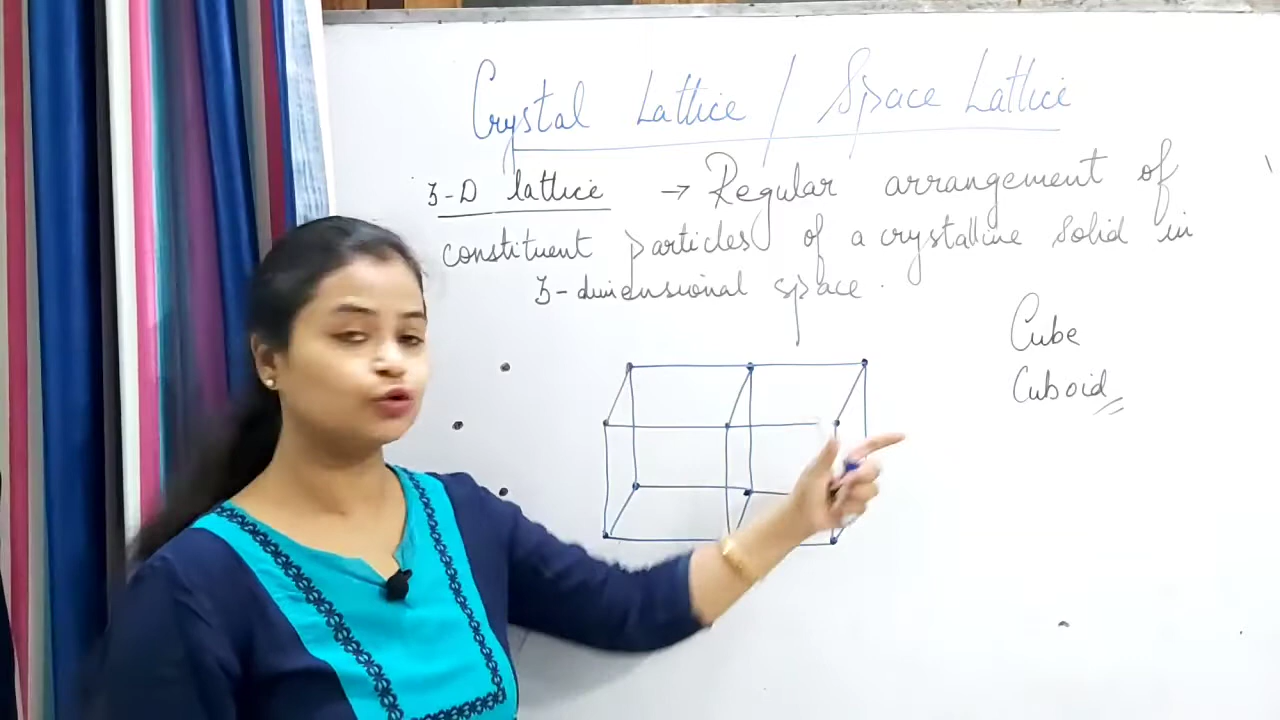 Crystal Lattice / Space Lattice
3-D lattice → Regular arrangement of
constituent particles of a crystalline solid in
3-dimensional space.
Cube
Cuboid